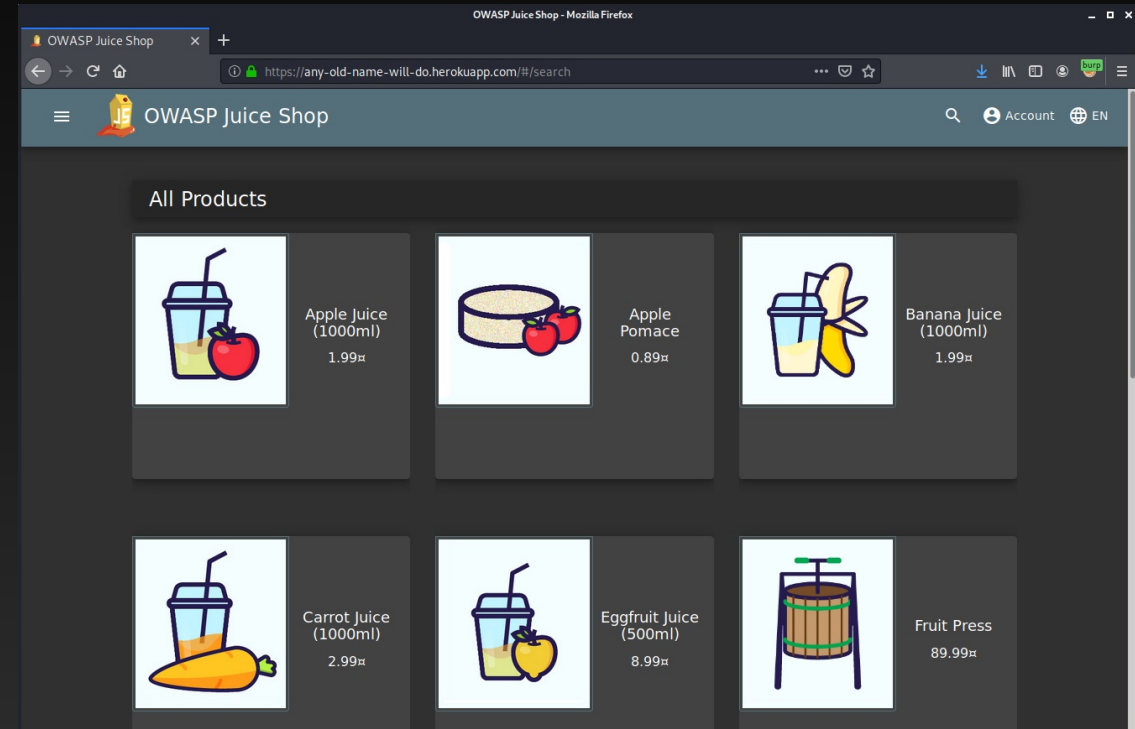 OWASP Juice Shop - Mozilla Firefox
OWASP Juice Shop
https://any-old-name-will-do.herokuapp.com/#/search
burp
JS
OWASP Juice Shop
Account
EN
All Products
Apple Juice
(1000ml)
1.99¤
Apple
Pomace
0.89¤
Banana Juice
(1000ml)
1.99¤
Carrot Juice
(1000ml)
2.99¤
Eggfruit Juice
(500ml)
8.99¤
Fruit Press
89.99¤